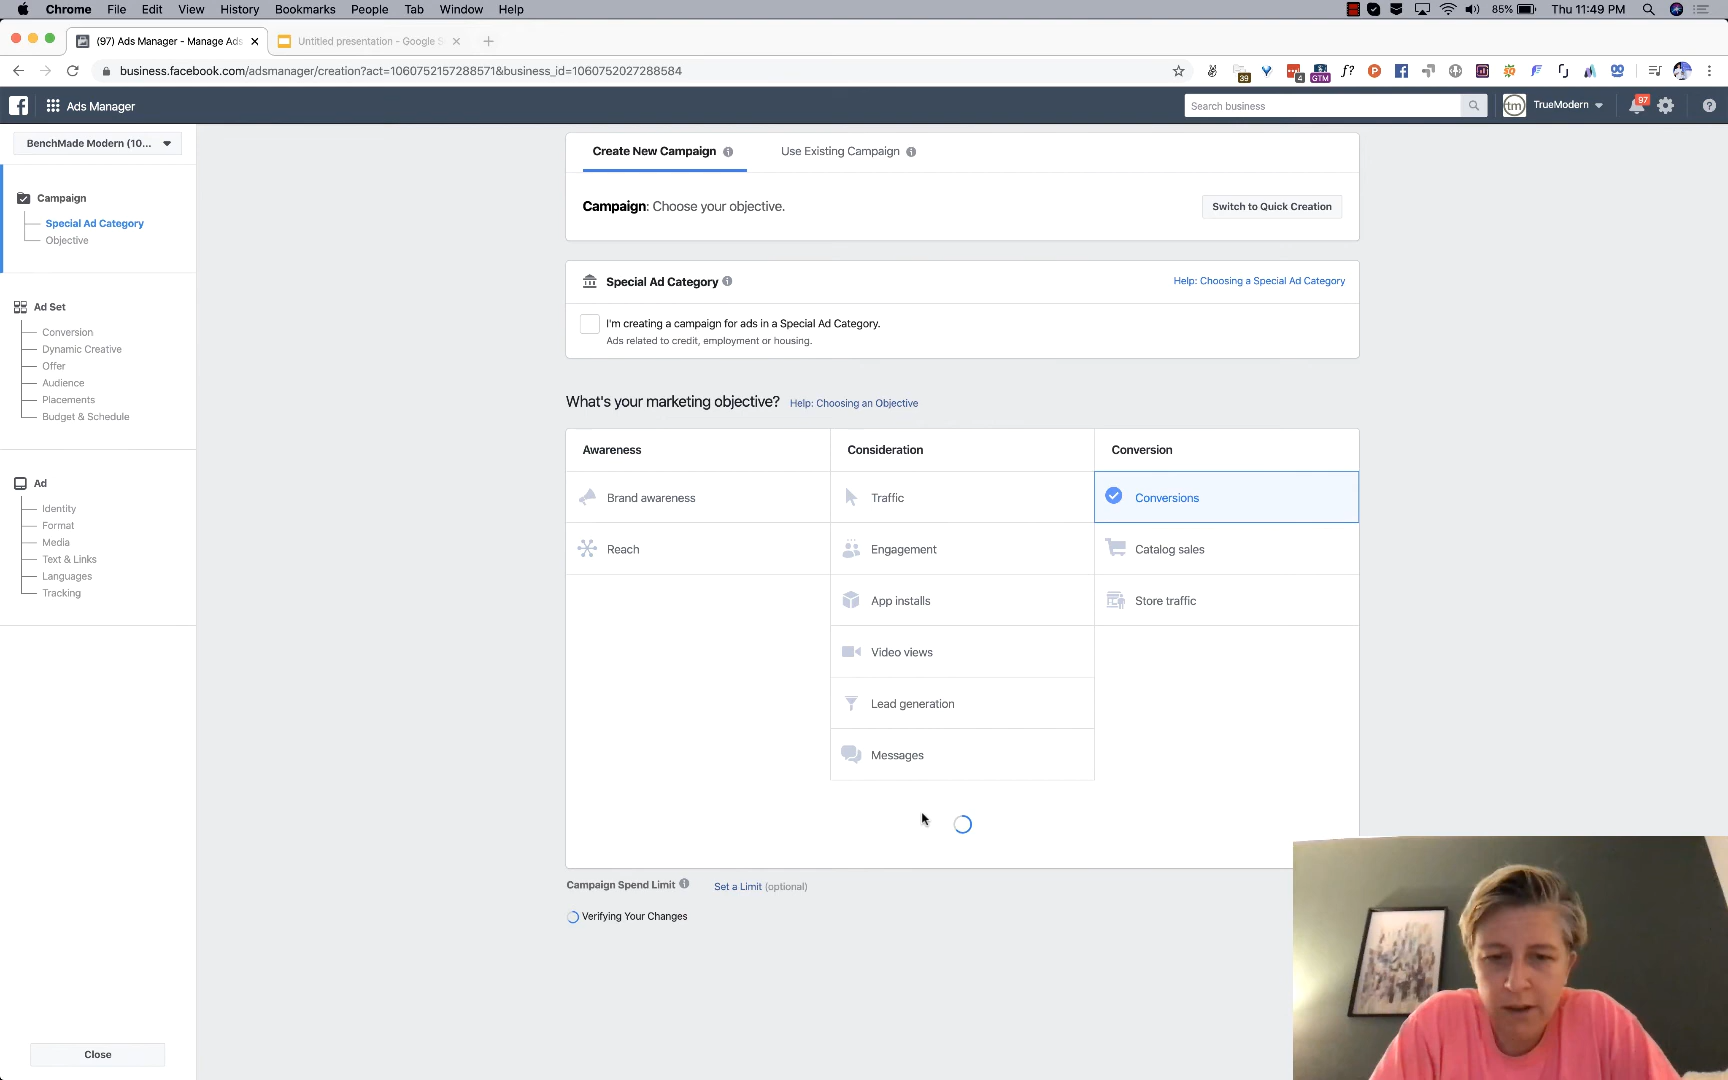 Chrome File Edit View History Bookmarks People Tab Window Help
85% Thu 11:49 PM
(97) Ads Manager - Manage Ads
Untitled presentation - Google S
business.facebook.com/adsmanager/creation?act=1060752157288571&business_id=1060752027288584
39
4
GTM
f?
Ads Manager
Search business
tm TrueModern
97
BenchMade Modern (10...
Campaign
Special Ad Category
Objective
Ad Set
Conversion
Dynamic Creative
Offer
Audience
Placements
Budget & Schedule
Ad
Identity
Format
Media
Text & Links
Languages
Tracking
Close
Create New Campaign
Use Existing Campaign
Campaign: Choose your objective.
Switch to Quick Creation
Special Ad Category
Help: Choosing a Special Ad Category
I'm creating a campaign for ads in a Special Ad Category.
Ads related to credit, employment or housing.
What's your marketing objective? Help: Choosing an Objective
Awareness
Consideration
Conversion
Brand awareness
Traffic
Conversions
Reach
Engagement
Catalog sales
App installs
Store traffic
Video views
Lead generation
Messages
Campaign Spend Limit Set a Limit (optional)
Verifying Your Changes